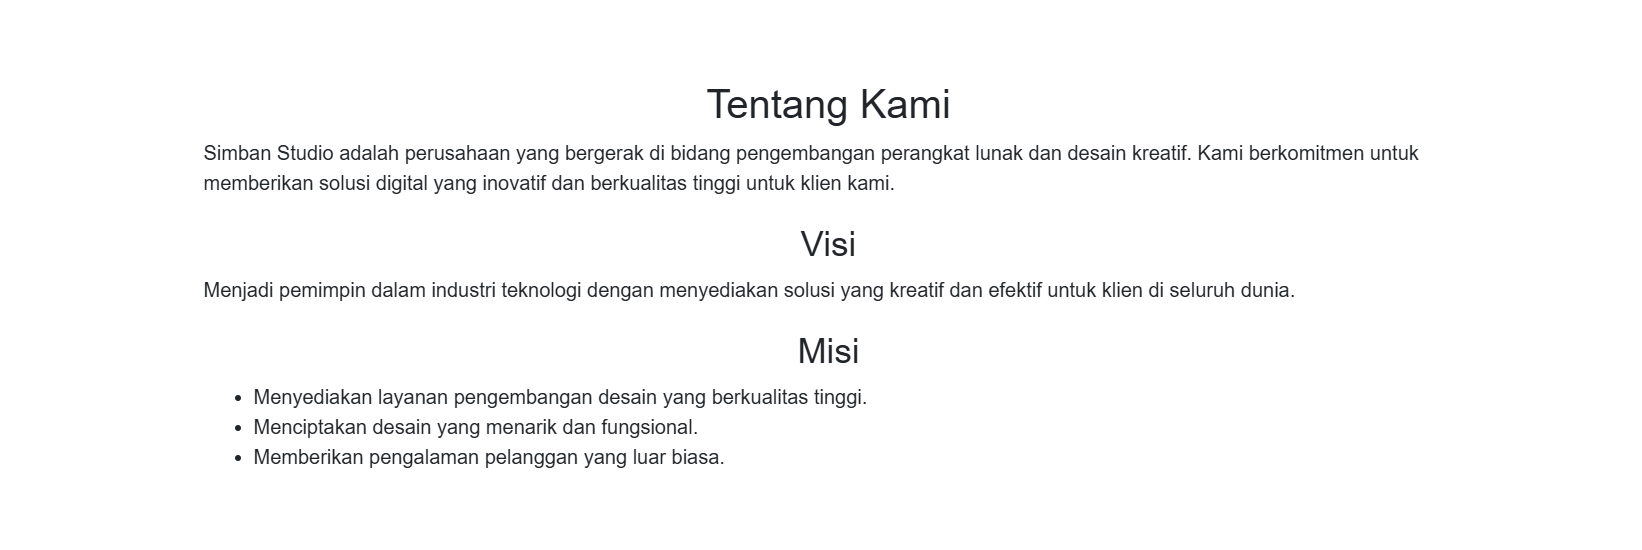 Tentang Kami
Simban Studio adalah perusahaan yang bergerak di bidang pengembangan perangkat lunak dan desain kreatif. Kami berkomitmen untuk
memberikan solusi digital yang inovatif dan berkualitas tinggi untuk klien kami.
Visi
Menjadi pemimpin dalam industri teknologi dengan menyediakan solusi yang kreatif dan efektif untuk klien di seluruh dunia.
Misi
• Menyediakan layanan pengembangan desain yang berkualitas tinggi.
• Menciptakan desain yang menarik dan fungsional.
• Memberikan pengalaman pelanggan yang luar biasa.